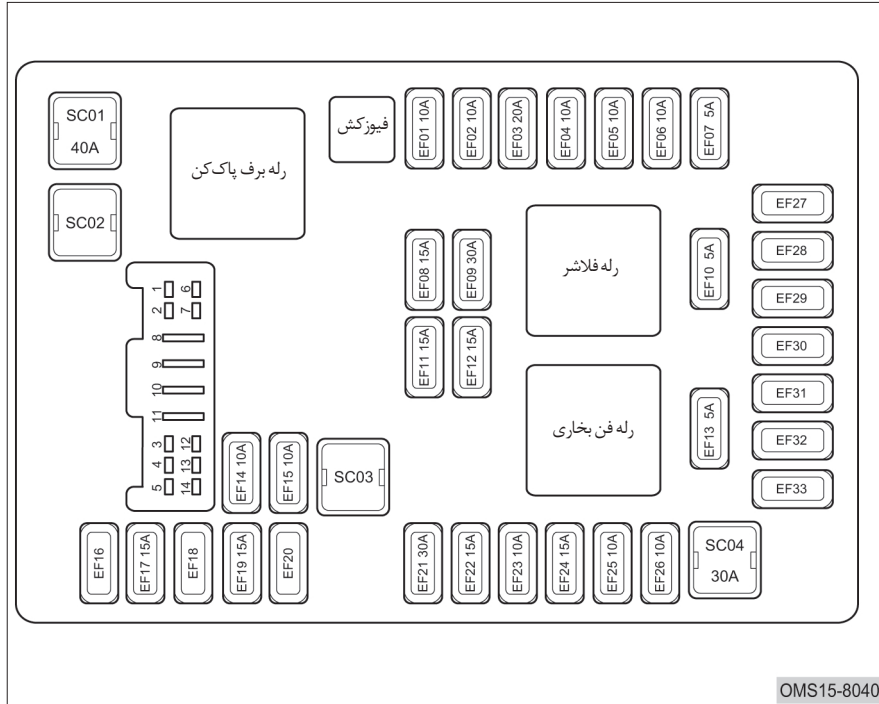 SC01
40A
SC02
رله برف پاک‌کن
فیوزکش
EF01 10A
EF02 10A
EF03 20A
EF04 10A
EF05 10A
EF06 10A
EF07 5A
EF08 15A
EF09 30A
رله فلاشر
EF10 5A
EF27
EF28
EF29
EF30
EF31
EF32
EF33
EF11 15A
EF12 15A
رله فن بخاری
EF13 5A
1
6
2
7
8
9
10
11
3
12
4
13
5
14
EF14 10A
EF15 10A
SC03
EF16
EF17 15A
EF18
EF19 15A
EF20
EF21 30A
EF22 15A
EF23 10A
EF24 15A
EF25 10A
EF26 10A
SC04
30A
OMS15-8040